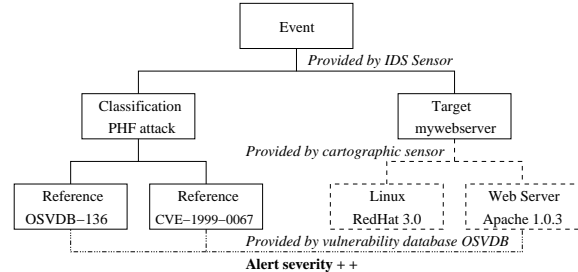 Event
Provided by IDS Sensor
Classification
PHF attack
Target
mywebserver
Provided by cartographic sensor
Reference
OSVDB−136
Reference
CVE−1999−0067
Linux
RedHat 3.0
Web Server
Apache 1.0.3
Provided by vulnerability database OSVDB
Alert severity + +